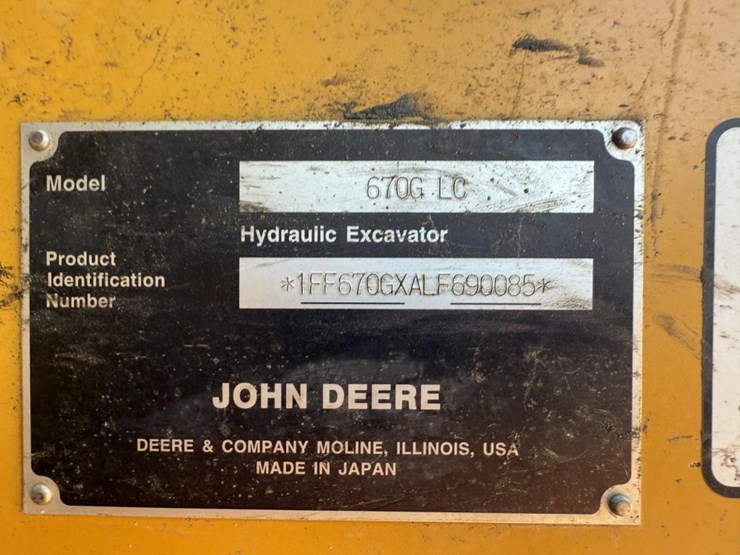 Model
670G LC
Hydraulic Excavator
Product
Identification
Number
*1FF670GXALF690085*
JOHN DEERE
DEERE & COMPANY MOLINE, ILLINOIS, USA
MADE IN JAPAN